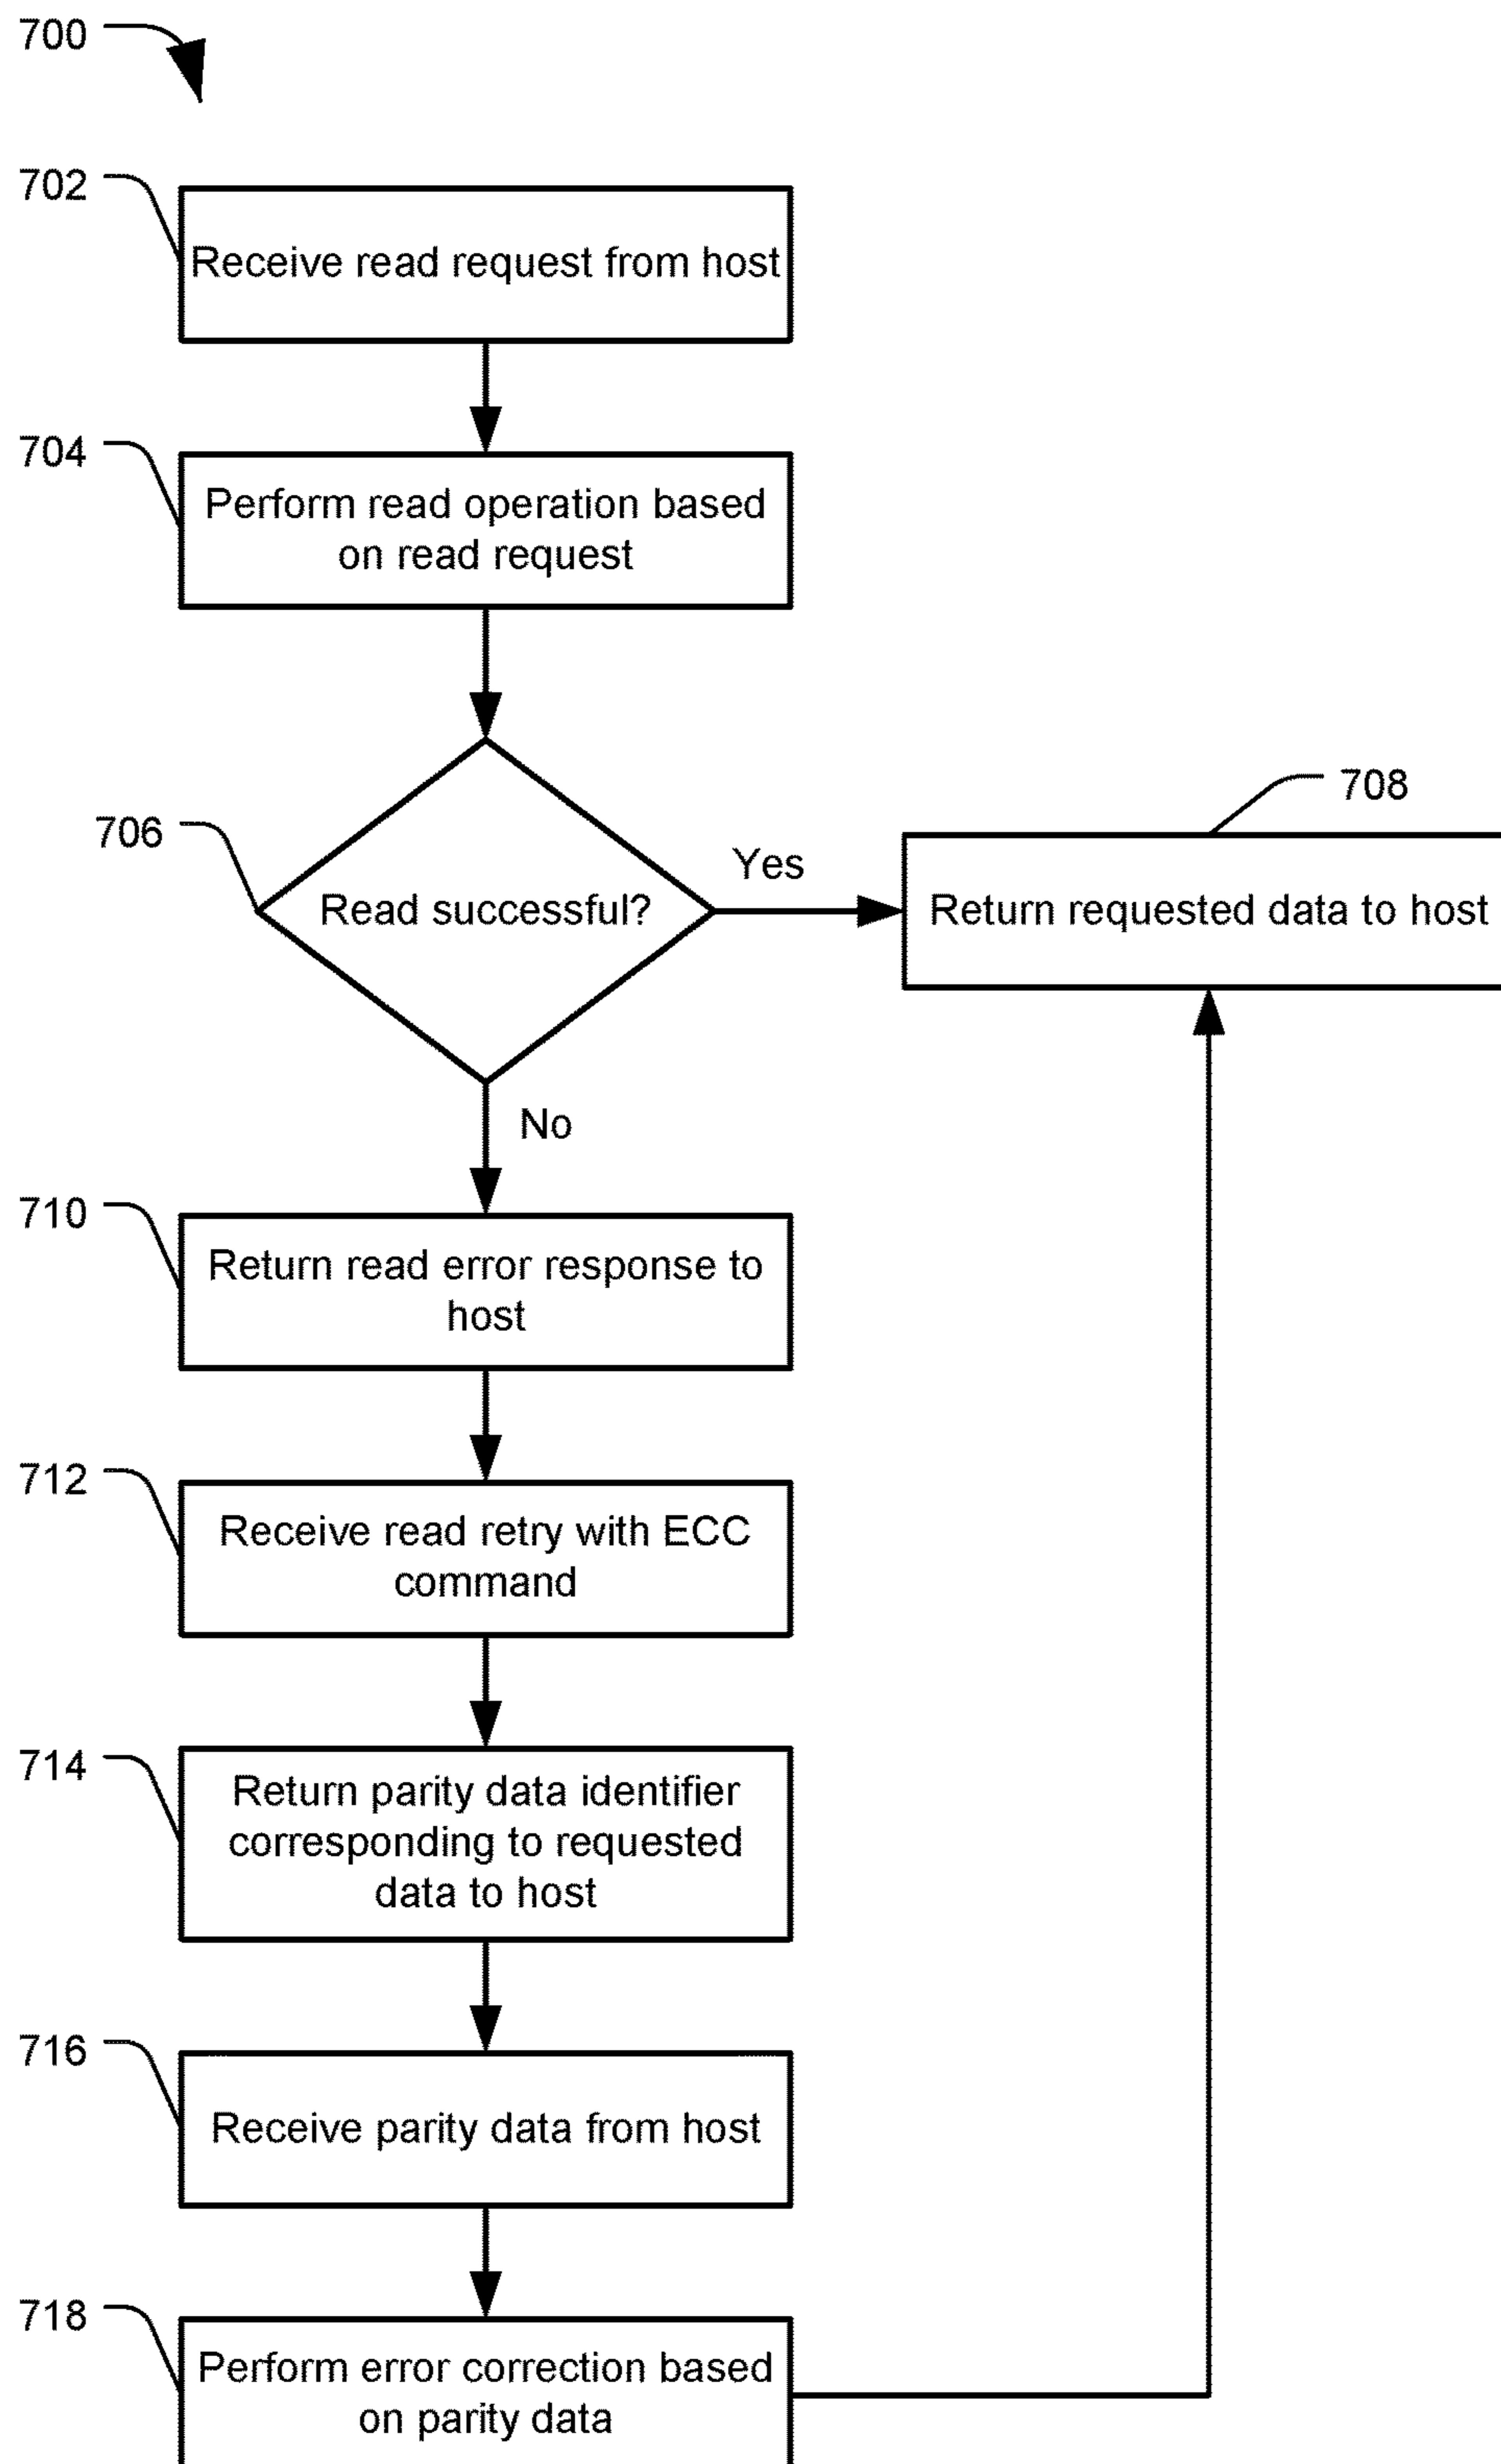 700
702
Receive read request from host
704
Perform read operation based
on read request
706
Read successful?
Yes
708
Return requested data to host
No
710
Return read error response to
host
712
Receive read retry with ECC
command
714
Return parity data identifier
corresponding to requested
data to host
716
Receive parity data from host
718
Perform error correction based
on parity data